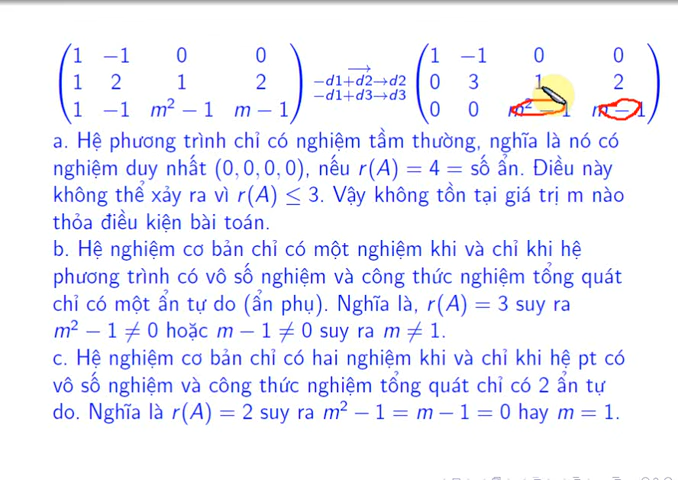 1 −1 0 0
1 2 1 2
1 −1 m² − 1 m − 1
→
−d1+d2→d2
−d1+d3→d3
1 −1 0 0
0 3 1 2
0 0 m² − 1 m − 1
a. Hệ phương trình chỉ có nghiệm tầm thường, nghĩa là nó có
nghiệm duy nhất (0, 0, 0, 0), nếu r(A) = 4 = số ẩn. Điều này
không thể xảy ra vì r(A) ≤ 3. Vậy không tồn tại giá trị m nào
thỏa điều kiện bài toán.
b. Hệ nghiệm cơ bản chỉ có một nghiệm khi và chỉ khi hệ
phương trình có vô số nghiệm và công thức nghiệm tổng quát
chỉ có một ẩn tự do (ẩn phụ). Nghĩa là, r(A) = 3 suy ra
m² − 1 ≠ 0 hoặc m − 1 ≠ 0 suy ra m ≠ 1.
c. Hệ nghiệm cơ bản chỉ có hai nghiệm khi và chỉ khi hệ pt có
vô số nghiệm và công thức nghiệm tổng quát chỉ có 2 ẩn tự
do. Nghĩa là r(A) = 2 suy ra m² − 1 = m − 1 = 0 hay m = 1.